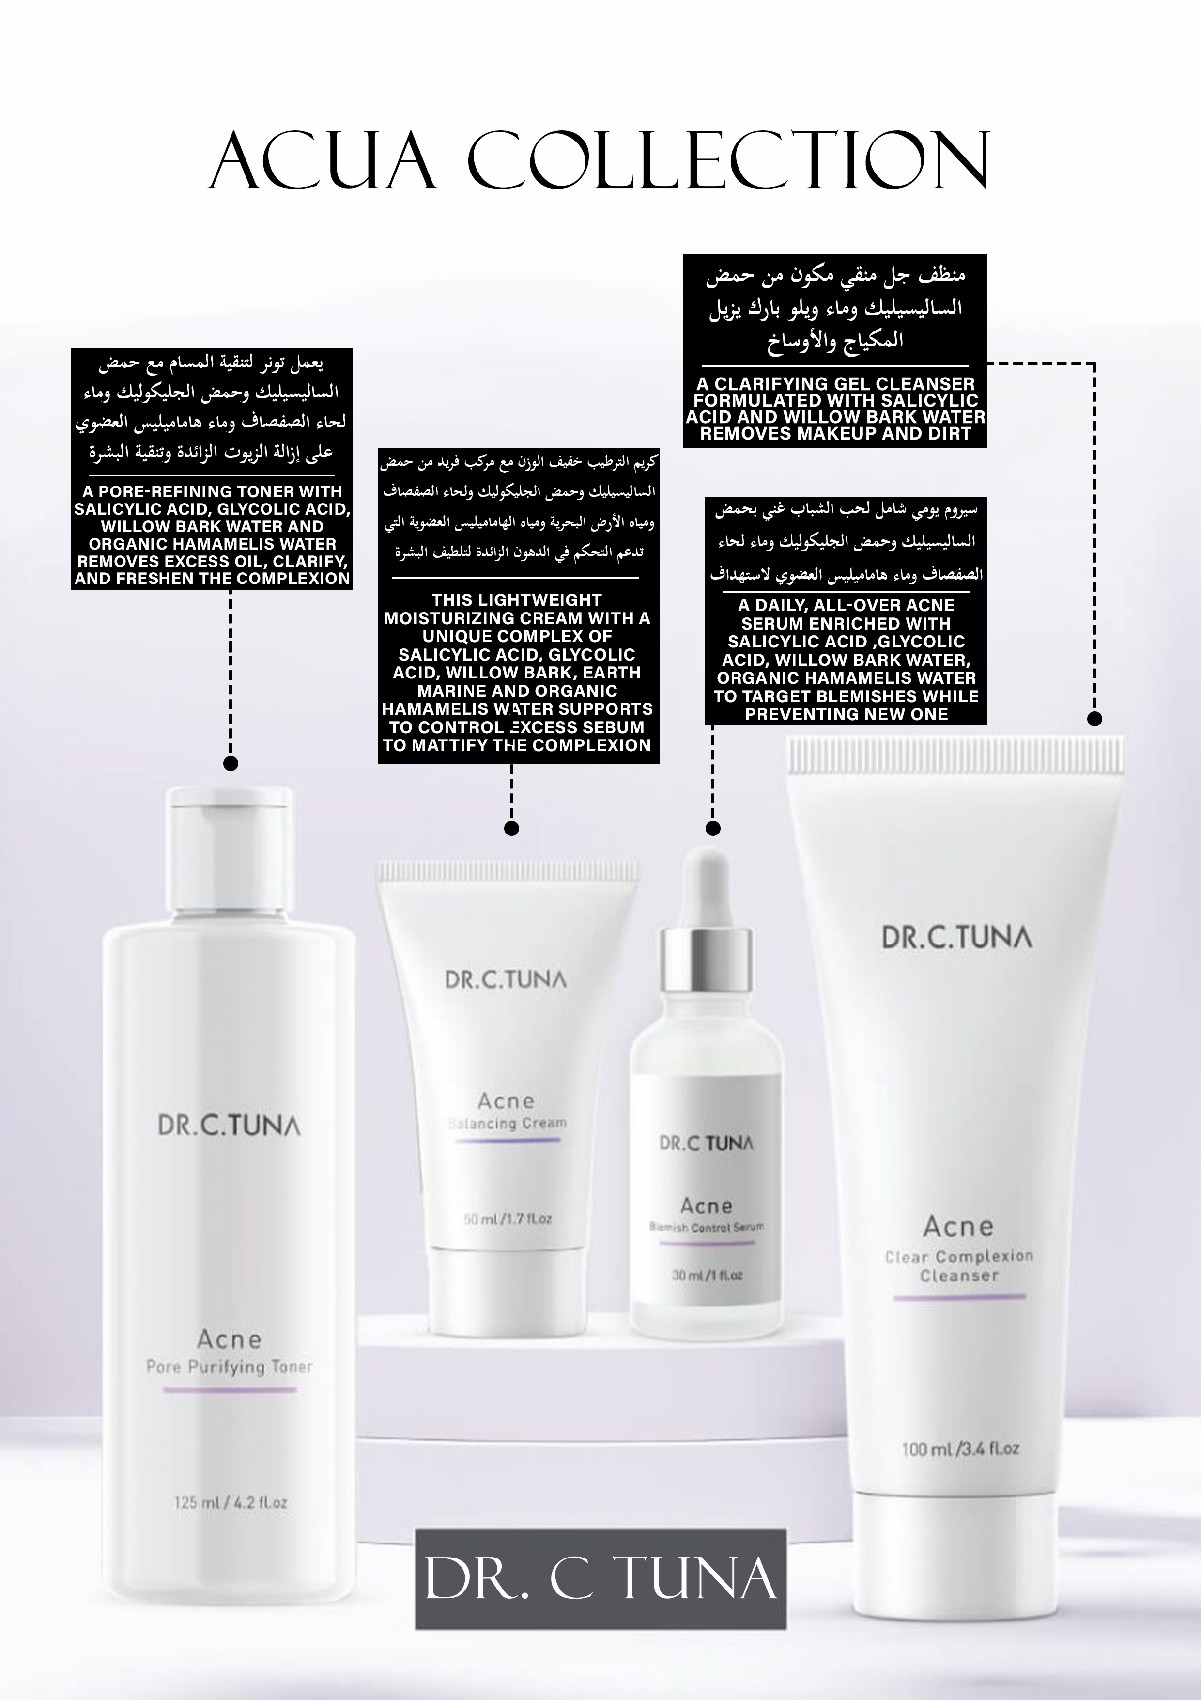 ACUA COLLECTION
منظف جل منقي مكون من حمض
الساليسيليك وماء ويلو بارك يزيل
المكياج والأوساخ
A CLARIFYING GEL CLEANSER
FORMULATED WITH SALICYLIC
ACID AND WILLOW BARK WATER
REMOVES MAKEUP AND DIRT
يعمل تونر لتنقية المسام مع حمض
الساليسيليك وحمض الجليكوليك وماء
لحاء الصفصاف وماء هاماميليس العضوي
على إزالة الزيوت الزائدة وتنقية البشرة
A PORE-REFINING TONER WITH
SALICYLIC ACID, GLYCOLIC ACID,
WILLOW BARK WATER AND
ORGANIC HAMAMELIS WATER
REMOVES EXCESS OIL, CLARIFY,
AND FRESHEN THE COMPLEXION
كريم الترطيب خفيف الوزن مع مركب فريد من حمض
الساليسيليك وحمض الجليكوليك ولحاء الصفصاف
ومياه الأرض البحرية ومياه الهاماميليس العضوية التي
تدعم التحكم في الدهون الزائدة لتلطيف البشرة
THIS LIGHTWEIGHT
MOISTURIZING CREAM WITH A
UNIQUE COMPLEX OF
SALICYLIC ACID, GLYCOLIC
ACID, WILLOW BARK, EARTH
MARINE AND ORGANIC
HAMAMELIS WATER SUPPORTS
TO CONTROL EXCESS SEBUM
TO MATTIFY THE COMPLEXION
سيروم يومي شامل لحب الشباب غني بحمض
الساليسيليك وحمض الجليكوليك وماء لحاء
الصفصاف وماء هاماميليس العضوي لاستهداف
A DAILY, ALL-OVER ACNE
SERUM ENRICHED WITH
SALICYLIC ACID ,GLYCOLIC
ACID, WILLOW BARK WATER,
ORGANIC HAMAMELIS WATER
TO TARGET BLEMISHES WHILE
PREVENTING NEW ONE
DR.C.TUNA
Acne
Pore Purifying Toner
125 ml / 4.2 fl.oz
DR.C.TUNA
Acne
Balancing Cream
50 ml /1.7 fl.oz
DR.C TUNA
Acne
Blemish Control Serum
30 ml /1 fl.oz
DR.C.TUNA
Acne
Clear Complexion
Cleanser
100 ml /3.4 fl.oz
DR. C TUNA